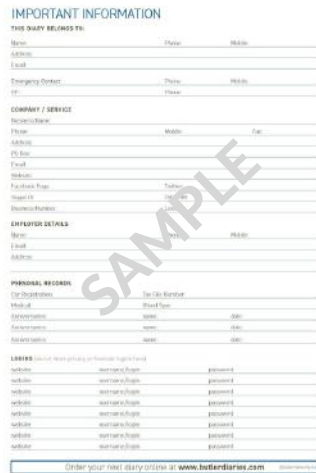 IMPORTANT INFORMATION
THIS DIARY BELONGS TO:
Name Phone Mobile
Address
Email
Emergency Contact Phone Mobile
Phone
COMPANY / SERVICE
Business Name
Phone Mobile Fax
Address
PO Box
Email
Website
Facebook Page Twitter
Skype ID
Business Number
EMPLOYER DETAILS
Name Phone Mobile
Email
Address
SAMPLE
PERSONAL RECORDS
Car Registration Tax File Number
Medical Blood Type
Anniversaries name date
Anniversaries name date
Anniversaries name date
LOGINS
website username/login password
website username/login password
website username/login password
website username/login password
website username/login password
website username/login password
website username/login password
website username/login password
Order your next diary online at www.butlerdiaries.com